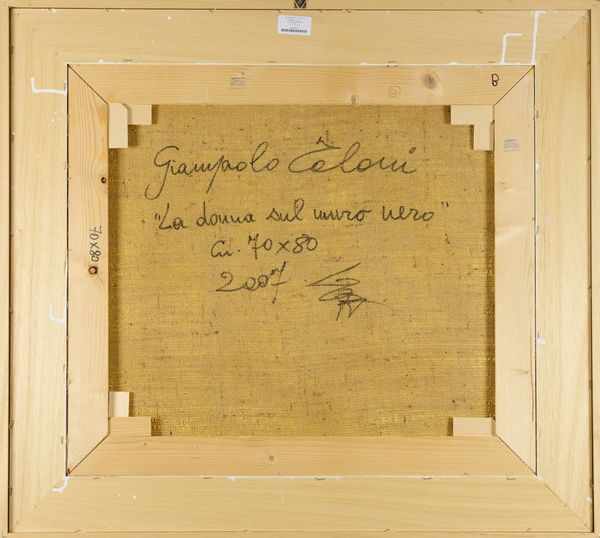 B
Giampaolo Celoni
"La donna sul muro nero"
Cm. 70x80
2007
70x80